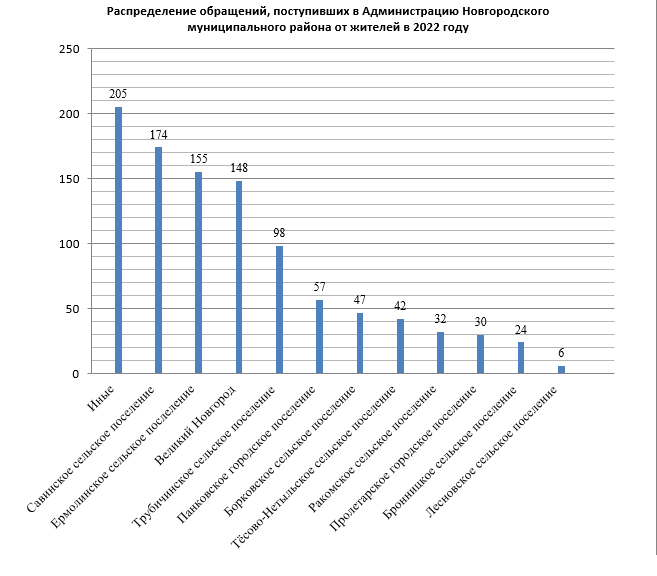 Распределение обращений, поступивших в Администрацию Новгородского
муниципального района от жителей в 2022 году
250
200
150
100
50
0
205
174
155
148
98
57
47
42
32
30
24
6
Иные
Савинское сельское поселение
Ермолинское сельское послеление
Великий Новгород
Трубичинское сельское поселение
Панковское городское поселение
Борковское сельское поселение
Тёсово-Нетыльское сельское поселение
Ракомское сельское поселение
Пролетарское городское поселение
Бронницкое сельское поселение
Лесновское сельское поселение